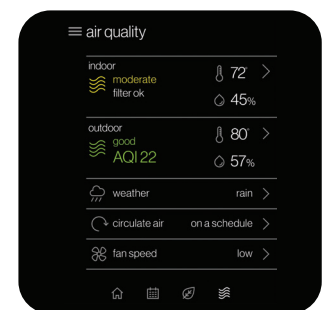 air quality
indoor
moderate
filter ok
72°
45%
outdoor
good
AQI 22
80°
57%
weather rain
circulate air on a schedule
fan speed low